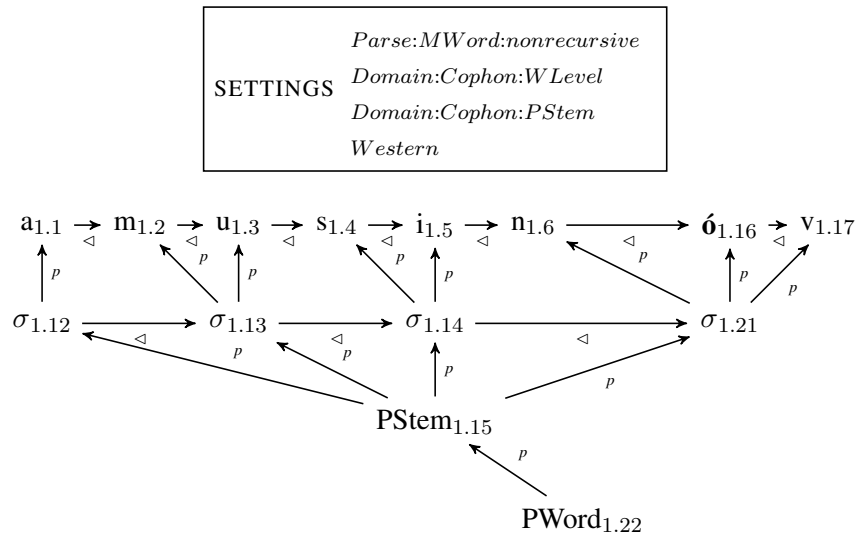 Parse:MWord:nonrecursive
SETTINGS Domain:Cophon:WLevel
Domain:Cophon:PStem
Western
a1.1 ◁ m1.2 ◁ u1.3 ◁ s1.4 ◁ i1.5 ◁ n1.6 ◁ ó1.16 ◁ v1.17
p p p p p p p p
σ1.12 ◁ σ1.13 ◁ σ1.14 ◁ σ1.21
p p p p
PStem1.15
p
PWord1.22